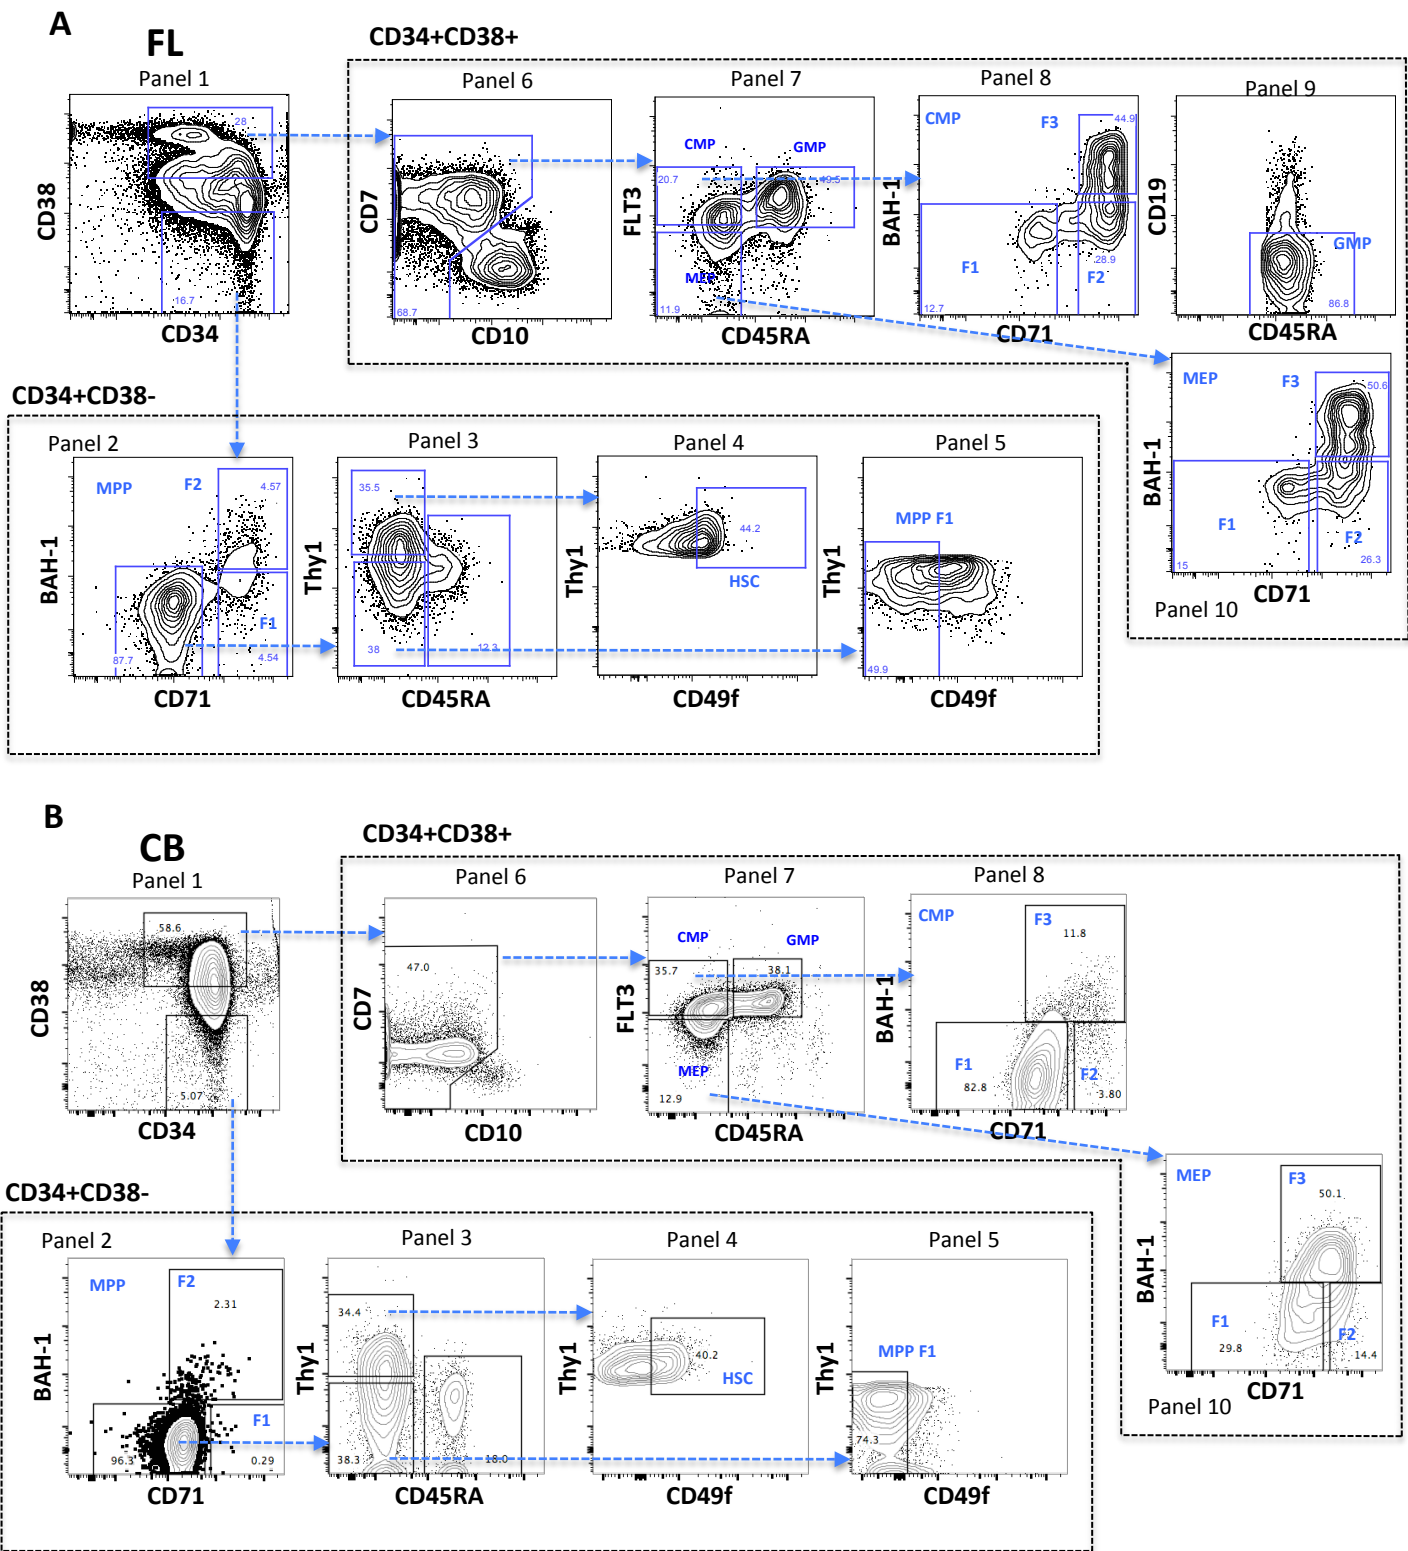 A
FL
CD34+CD38+
Panel 1
28
16.7
CD38
CD34
Panel 6
68.7
CD7
CD10
Panel 7
CMP
GMP
20.7
49.5
MEP
11.9
FLT3
CD45RA
Panel 8
CMP
F3
44.9
F1
28.9
F2
12.7
BAH-1
CD71
Panel 9
GMP
86.8
CD19
CD45RA
MEP
F3
50.6
F1
F2
15
26.3
BAH-1
CD71
Panel 10
CD34+CD38-
Panel 2
MPP
F2
4.57
F1
87.7
4.54
BAH-1
CD71
Panel 3
35.5
38
12.3
Thy1
CD45RA
Panel 4
44.2
HSC
Thy1
CD49f
Panel 5
MPP F1
49.9
Thy1
CD49f
B
CB
CD34+CD38+
Panel 1
58.6
5.07
CD38
CD34
Panel 6
47.0
CD7
CD10
Panel 7
CMP
GMP
35.7
38.1
MEP
12.9
FLT3
CD45RA
Panel 8
CMP
F3
11.8
F1
82.8
F2
3.80
BAH-1
CD71
MEP
F3
50.1
F1
29.8
F2
14.4
BAH-1
CD71
Panel 10
CD34+CD38-
Panel 2
MPP
F2
2.31
F1
96.3
0.29
BAH-1
CD71
Panel 3
34.4
38.3
18.0
Thy1
CD45RA
Panel 4
40.2
HSC
Thy1
CD49f
Panel 5
MPP F1
74.3
Thy1
CD49f